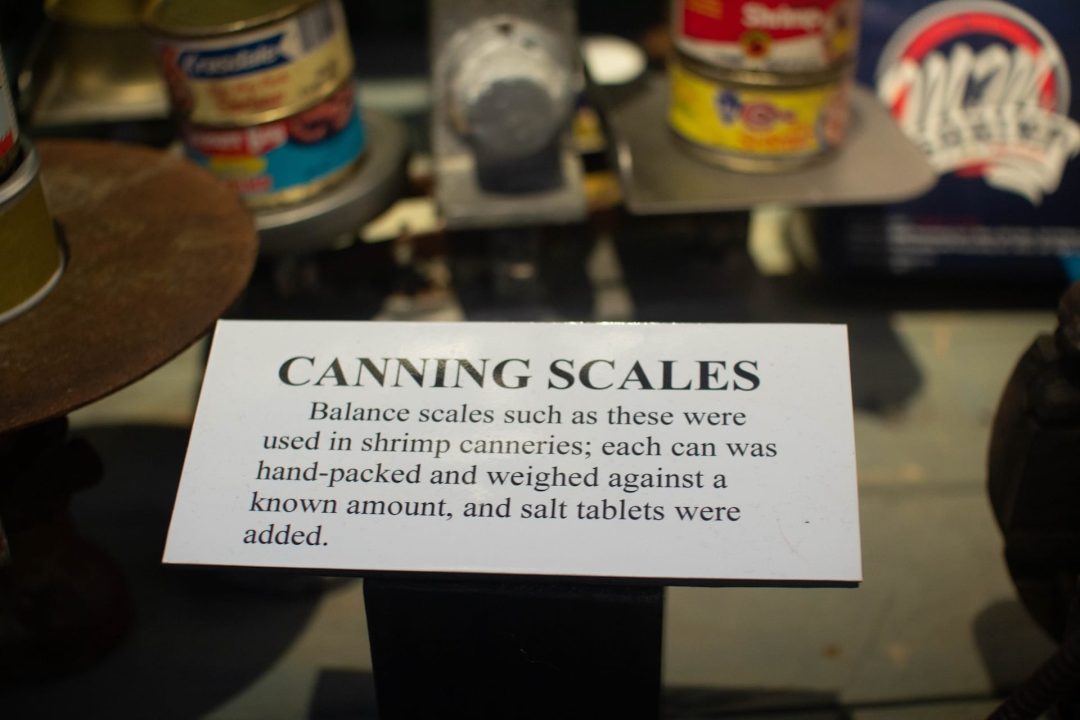 Shrimp
CANNING SCALES
Balance scales such as these were
used in shrimp canneries; each can was
hand-packed and weighed against a
known amount, and salt tablets were
added.